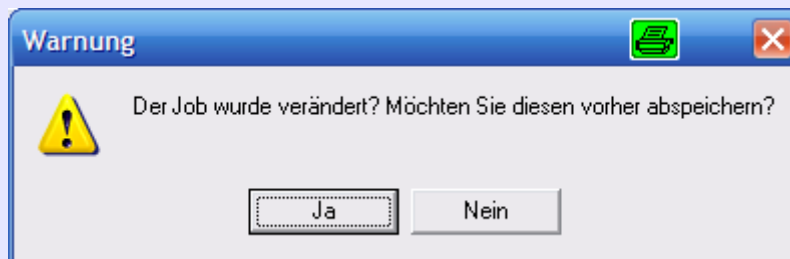 Warnung
Der Job wurde verändert? Möchten Sie diesen vorher abspeichern?
Ja
Nein